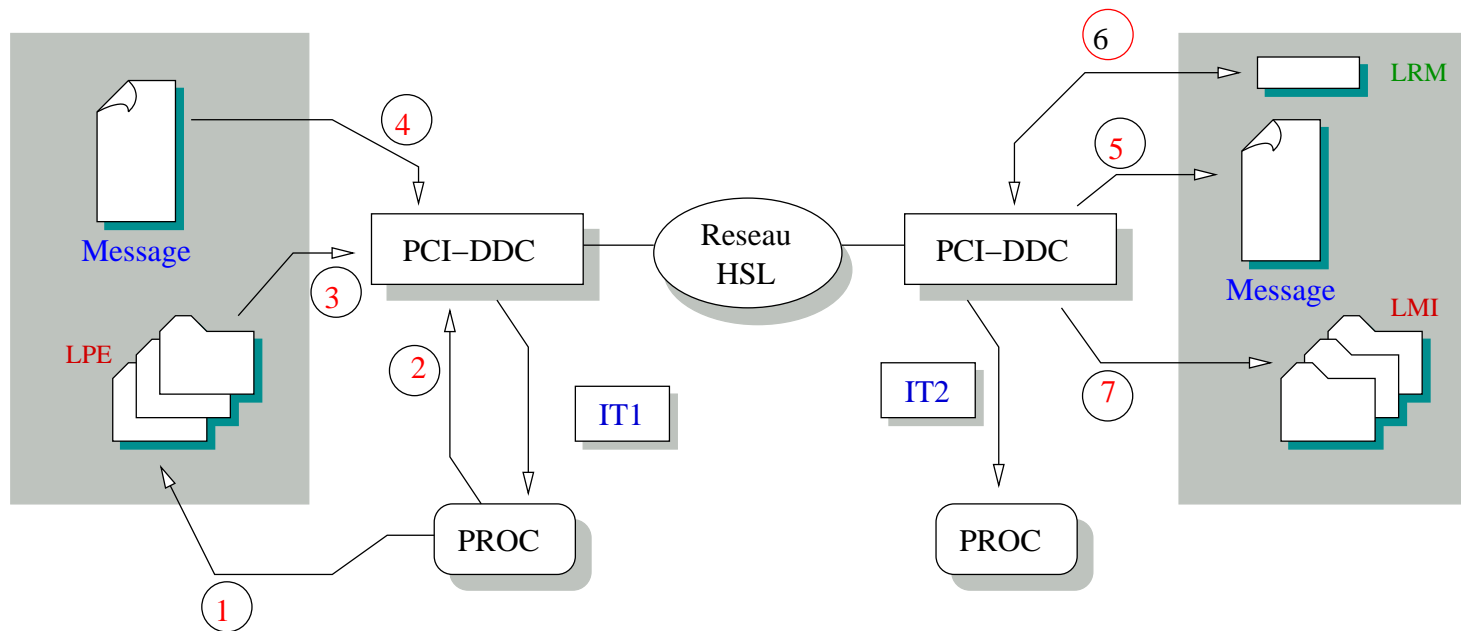 6
LRM
4
5
Message
PCI–DDC
Reseau
HSL
PCI–DDC
3
Message
LMI
LPE
2
IT1
IT2
7
PROC
PROC
1